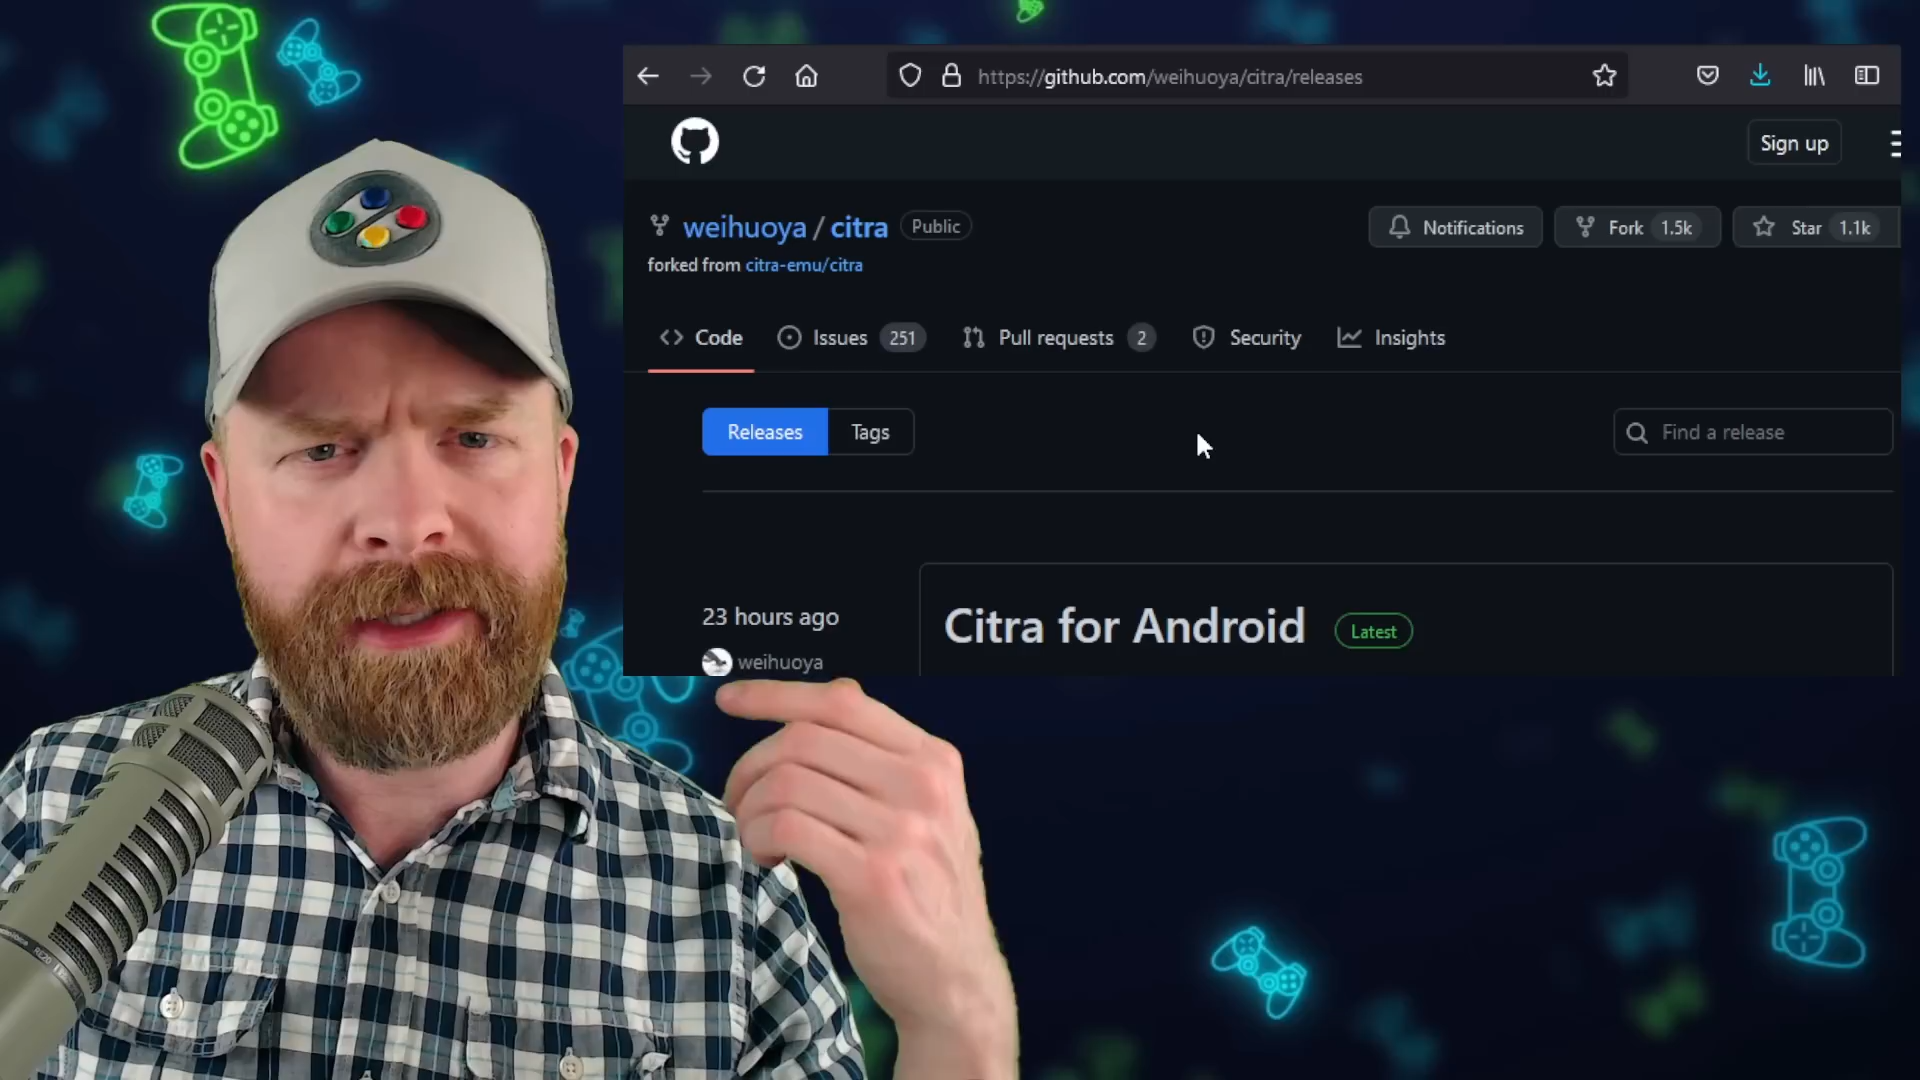 https://github.com/weihuoya/citra/releases
Sign up
weihuoya / citra Public
Notifications Fork 1.5k Star 1.1k
forked from citra-emu/citra
Code Issues 251 Pull requests 2 Security Insights
Releases Tags Find a release
Citra for Android Latest
23 hours ago
weihuoya
RE20